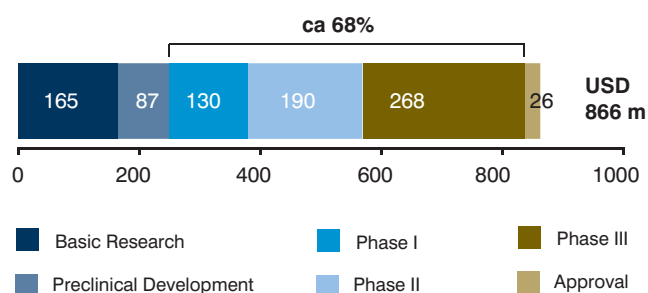 ca 68%
165 87 130 190 268 26
USD
866 m
0 200 400 600 800 1000
Basic Research
Phase I
Phase III
Preclinical Development
Phase II
Approval